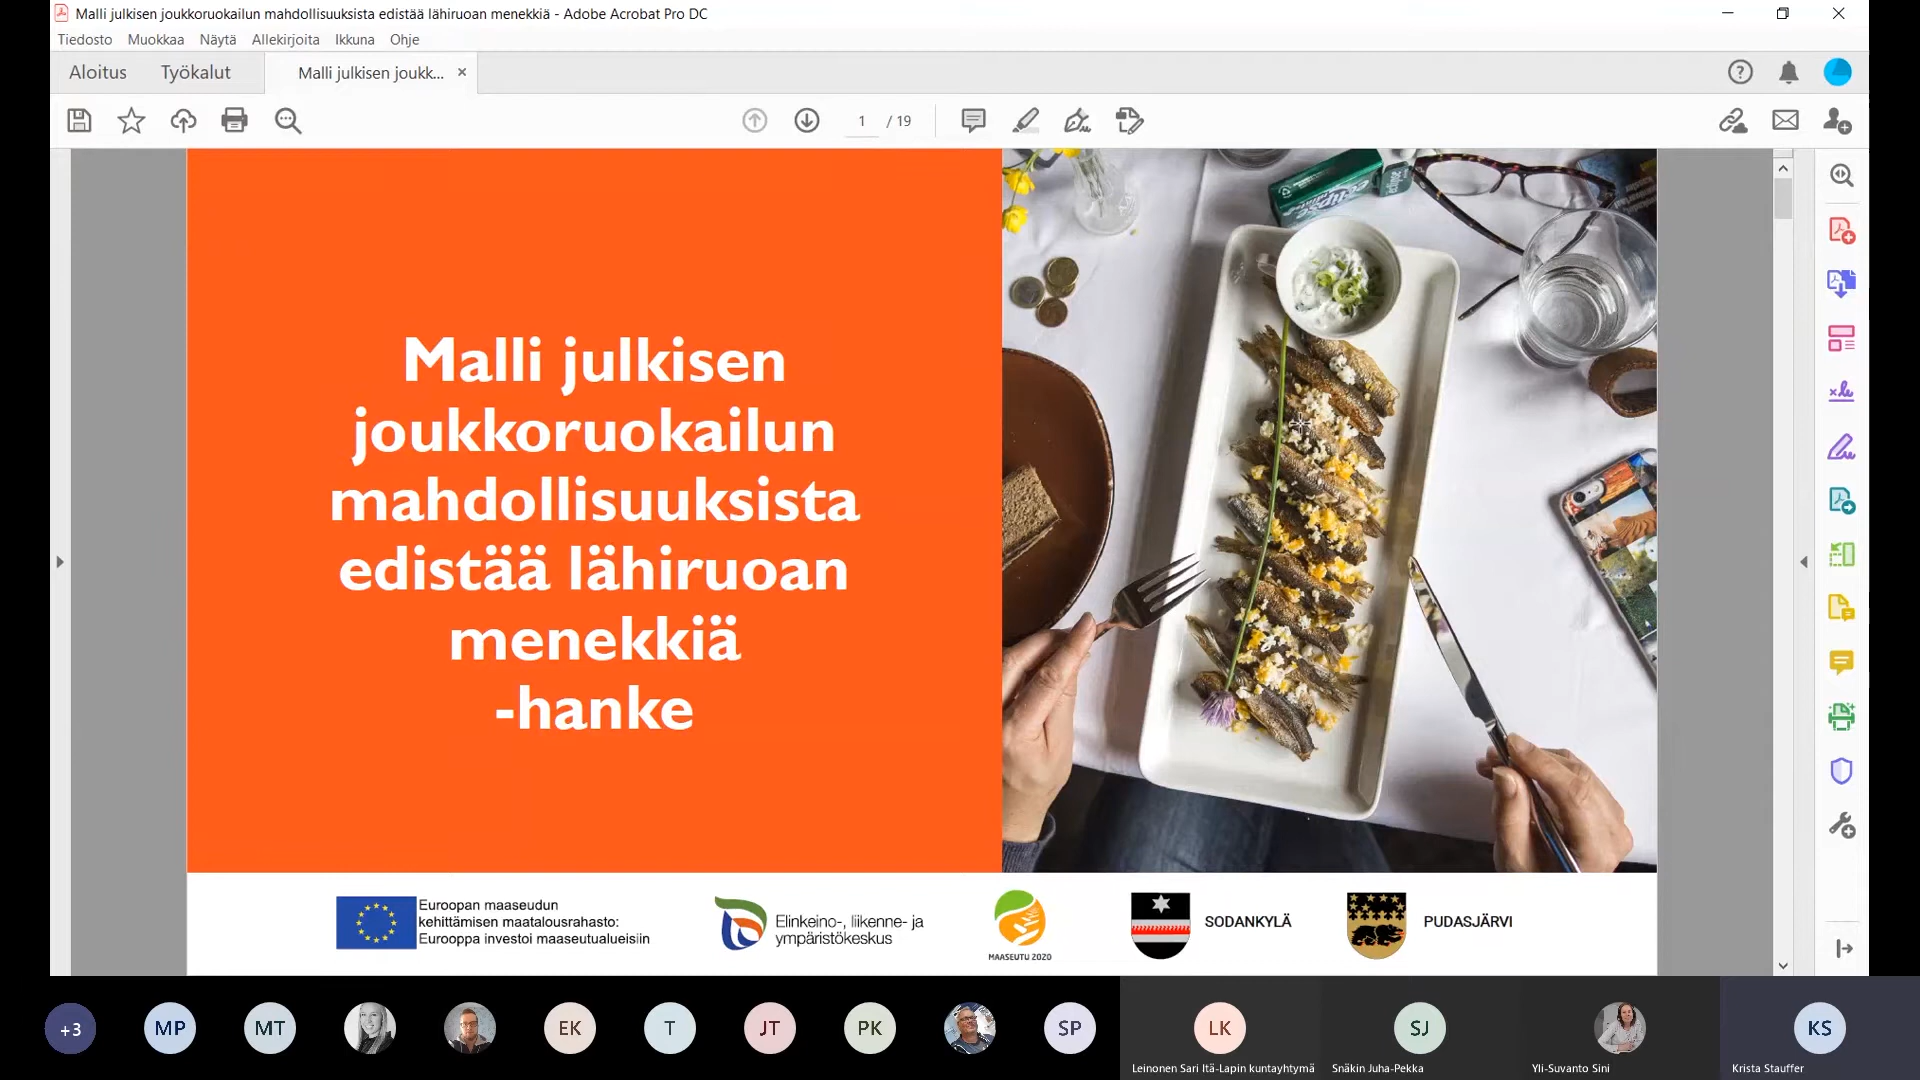 Malli julkisen joukkoruokailun mahdollisuuksista edistää lähiruoan menekkiä - Adobe Acrobat Pro DC
Tiedosto Muokkaa Näytä Allekirjoita Ikkuna Ohje
Aloitus Työkalut Malli julkisen joukk...
1 / 19
Malli julkisen
joukkoruokailun
mahdollisuuksista
edistää lähiruoan
menekkiä
-hanke
eclipse
Euroopan maaseudun
kehittämisen maatalousrahasto:
Eurooppa investoi maaseutualueisiin
Elinkeino-, liikenne- ja
ympäristökeskus
MAASEUTU 2020
SODANKYLÄ
PUDASJÄRVI
+3 MP MT EK T JT PK SP LK SJ KS
Leinonen Sari Itä-Lapin kuntayhtymä Snäkin Juha-Pekka Yli-Suvanto Sini Krista Stauffer